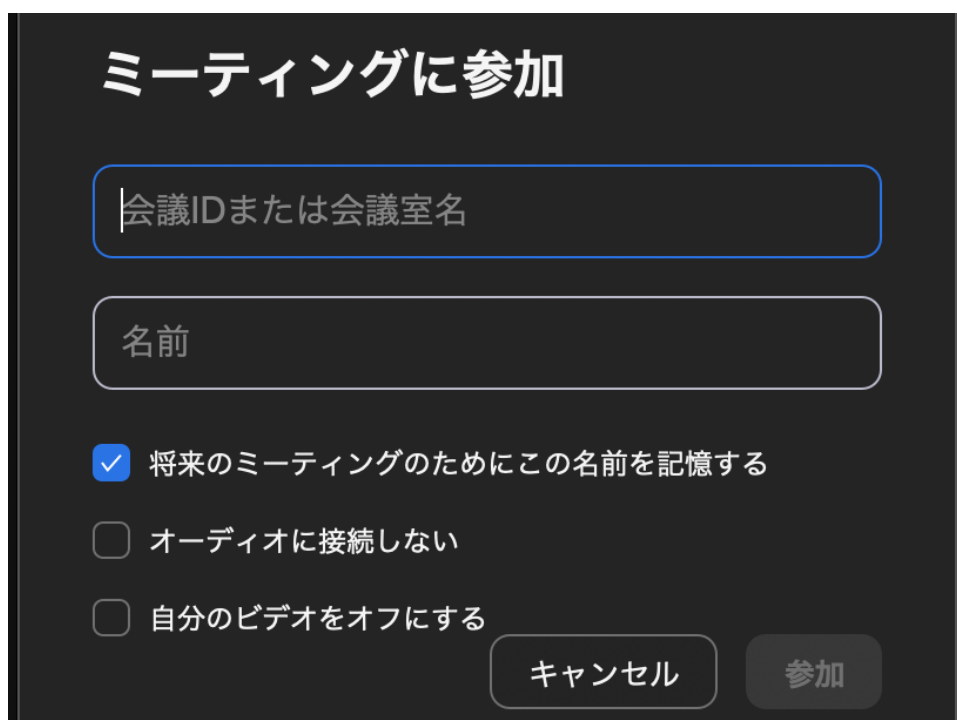 ミーティングに参加
会議IDまたは会議室名
名前
将来のミーティングのためにこの名前を記憶する
オーディオに接続しない
自分のビデオをオフにする
キャンセル
参加